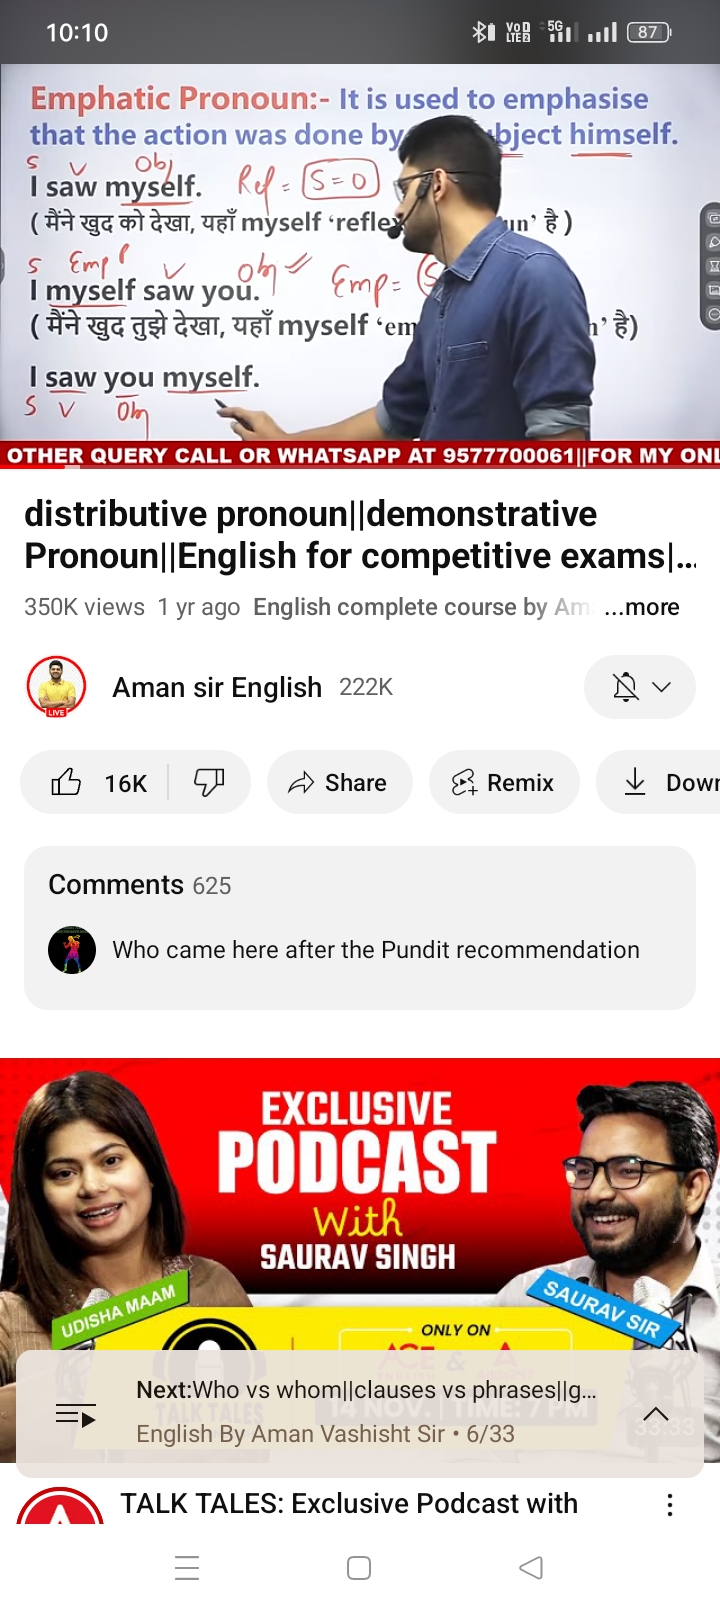 10:10
VoD LTE2 5G 87
Emphatic Pronoun:- It is used to emphasise
that the action was done by bject himself.
S V Obj
I saw myself. Ref = S=O
( मैंने खुद को देखा, यहाँ myself ‘reflex un’ है )
S Emp V Obj Emp= S
I myself saw you.
( मैंने खुद तुझे देखा, यहाँ myself ‘em n’ है)
I saw you myself.
S V Obj
OTHER QUERY CALL OR WHATSAPP AT 9577700061||FOR MY ONL
distributive pronoun||demonstrative
Pronoun||English for competitive exams|...
350K views 1 yr ago English complete course by Am ...more
LIVE
Aman sir English 222K
16K Share Remix Down
Comments 625
Who came here after the Pundit recommendation
EXCLUSIVE
PODCAST
With
SAURAV SINGH
UDISHA MAAM
SAURAV SIR
ONLY ON
&
TALK TALES
14 NOV. | TIME: 7 PM
33:33
Next:Who vs whom||clauses vs phrases||g...
English By Aman Vashisht Sir • 6/33
TALK TALES: Exclusive Podcast with